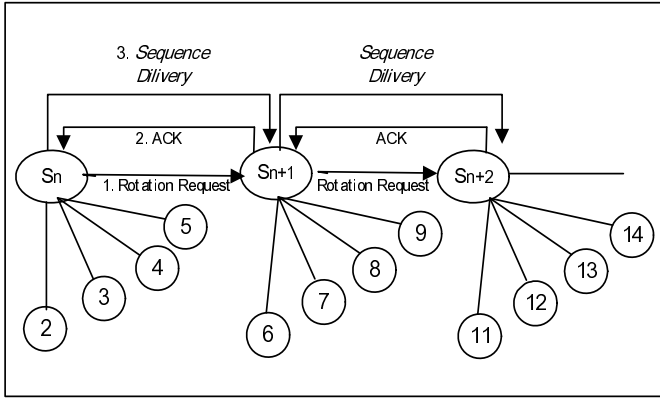 3. Sequence
Dilivery
Sequence
Dilivery
2. ACK
ACK
Sn
1. Rotation Request
Sn+1
Rotation Request
Sn+2
5
4
3
2
9
8
7
6
14
13
12
11